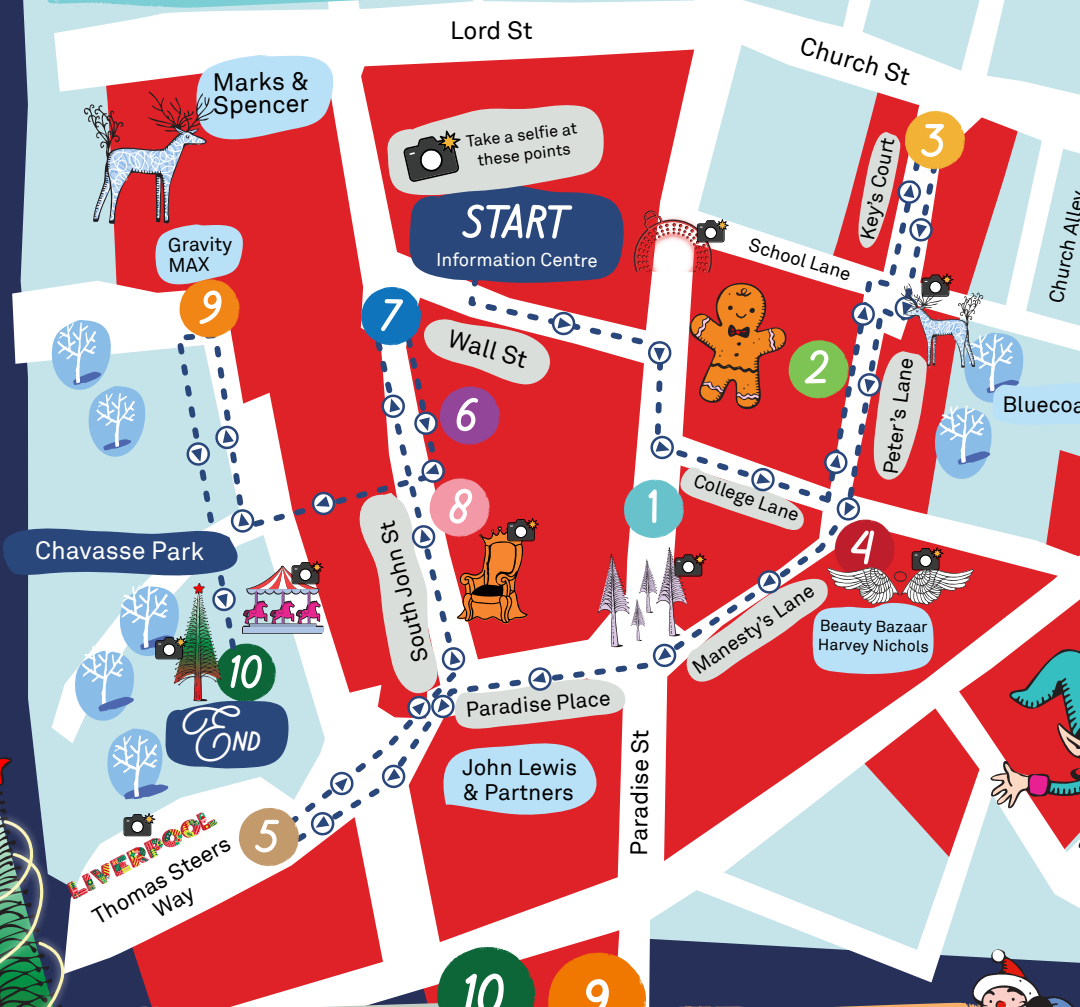 Lord St
Church St
Marks &
Spencer
Take a selfie at
these points
START
Information Centre
3
Key's Court
School Lane
Church Alley
Gravity
MAX
9
7
Wall St
2
Peter's Lane
6
8
College Lane
1
4
Chavasse Park
South John St
Manesty's Lane
Beauty Bazaar
Harvey Nichols
10
END
Paradise Place
John Lewis
& Partners
Paradise St
5
LIVERPOOL
Thomas Steers
Way
10
9